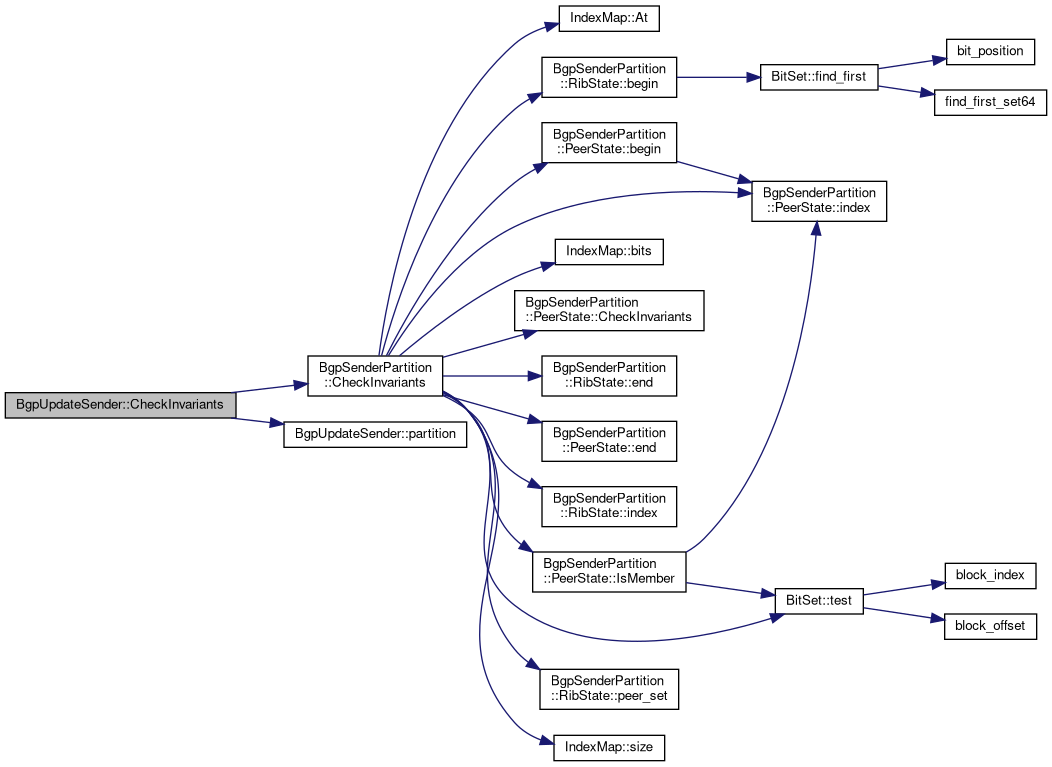 IndexMap::At
BgpSenderPartition
::RibState::begin
BitSet::find_first
bit_position
find_first_set64
BgpSenderPartition
::PeerState::begin
BgpSenderPartition
::PeerState::index
IndexMap::bits
BgpSenderPartition
::PeerState::CheckInvariants
BgpSenderPartition
::CheckInvariants
BgpSenderPartition
::RibState::end
BgpUpdateSender::CheckInvariants
BgpUpdateSender::partition
BgpSenderPartition
::PeerState::end
BgpSenderPartition
::RibState::index
BgpSenderPartition
::PeerState::IsMember
BitSet::test
block_index
block_offset
BgpSenderPartition
::RibState::peer_set
IndexMap::size